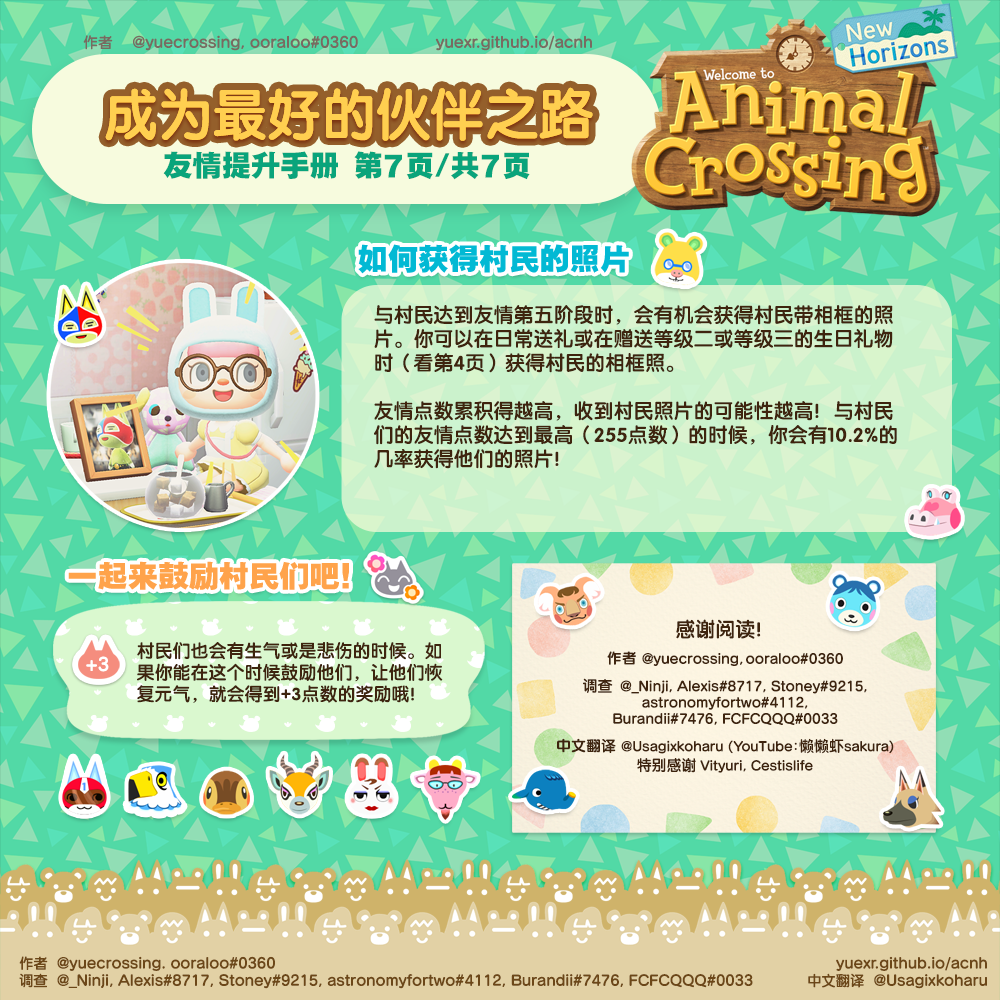 作者 @yuecrossing, ooraloo#0360 yuexr.github.io/acnh
Welcome to
Animal
Crossing
New
Horizons
成为最好的伙伴之路
友情提升手册 第7页/共7页
如何获得村民的照片
与村民达到友情第五阶段时，会有机会获得村民带相框的照
片。你可以在日常送礼或在赠送等级二或等级三的生日礼物
时（看第4页）获得村民的相框照。
友情点数累积得越高，收到村民照片的可能性越高！与村民
们的友情点数达到最高（255点数）的时候，你会有10.2%的
几率获得他们的照片!
一起来鼓励村民们吧!
+3
村民们也会有生气或是悲伤的时候。如
果你能在这个时候鼓励他们，让他们恢
复元气，就会得到+3点数的奖励哦!
感谢阅读!
作者 @yuecrossing, ooraloo#0360
调查 @_Ninji, Alexis#8717, Stoney#9215,
astronomyfortwo#4112,
Burandii#7476, FCFCQQQ#0033
中文翻译 @Usagixkoharu (YouTube:懒懒虾sakura)
特别感谢 Vityuri, Cestislife
作者 @yuecrossing. ooraloo#0360
调查 @_Ninji, Alexis#8717, Stoney#9215, astronomyfortwo#4112, Burandii#7476, FCFCQQQ#0033
yuexr.github.io/acnh
中文翻译 @Usagixkoharu